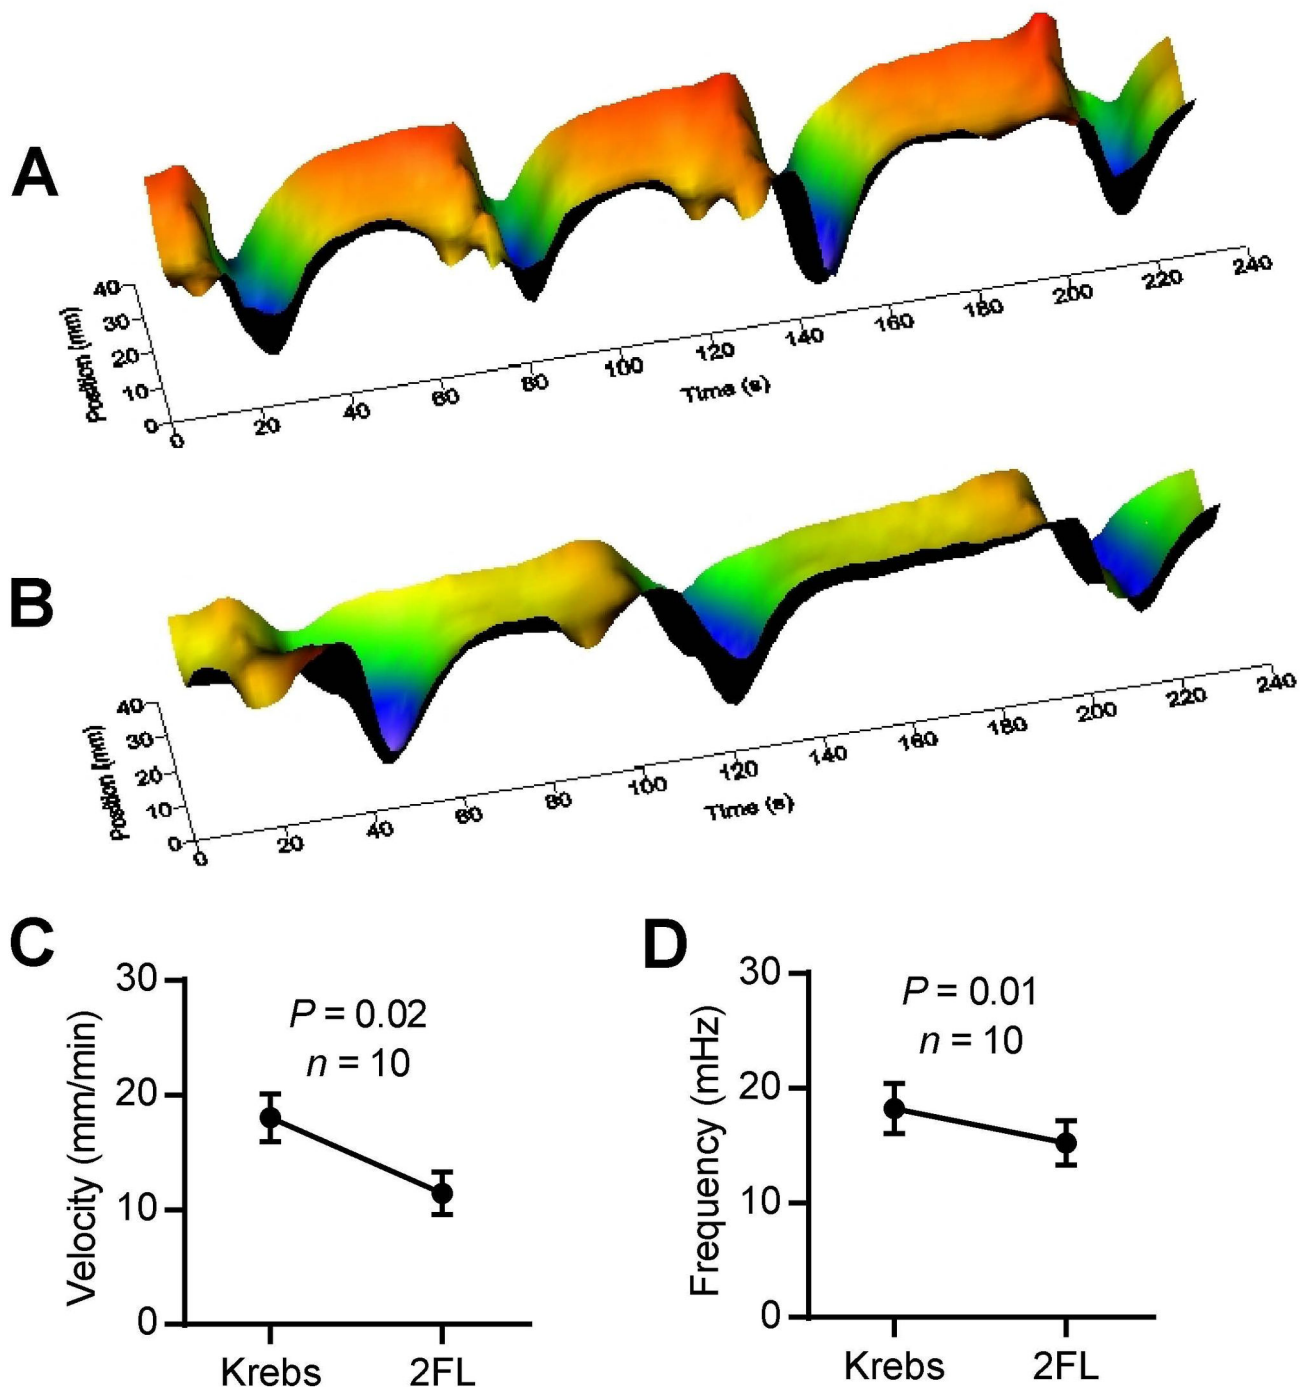 A
40
30
20
10
0
Position (mm)
0 20 40 60 80 100 120 140 160 180 200 220 240
Time (s)
B
40
30
20
10
0
Position (mm)
0 20 40 60 80 100 120 140 160 180 200 220 240
Time (s)
C
30
20
10
0
Velocity (mm/min)
P = 0.02
n = 10
Krebs 2FL
D
30
20
10
0
Frequency (mHz)
P = 0.01
n = 10
Krebs 2FL